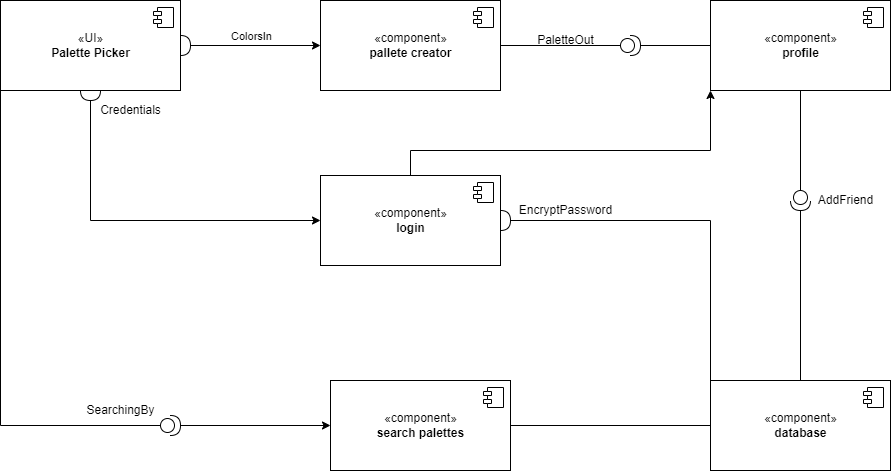 «UI»
Palette Picker
ColorsIn
«component»
pallete creator
PaletteOut
«component»
profile
Credentials
«component»
login
EncryptPassword
AddFriend
SearchingBy
«component»
search palettes
«component»
database